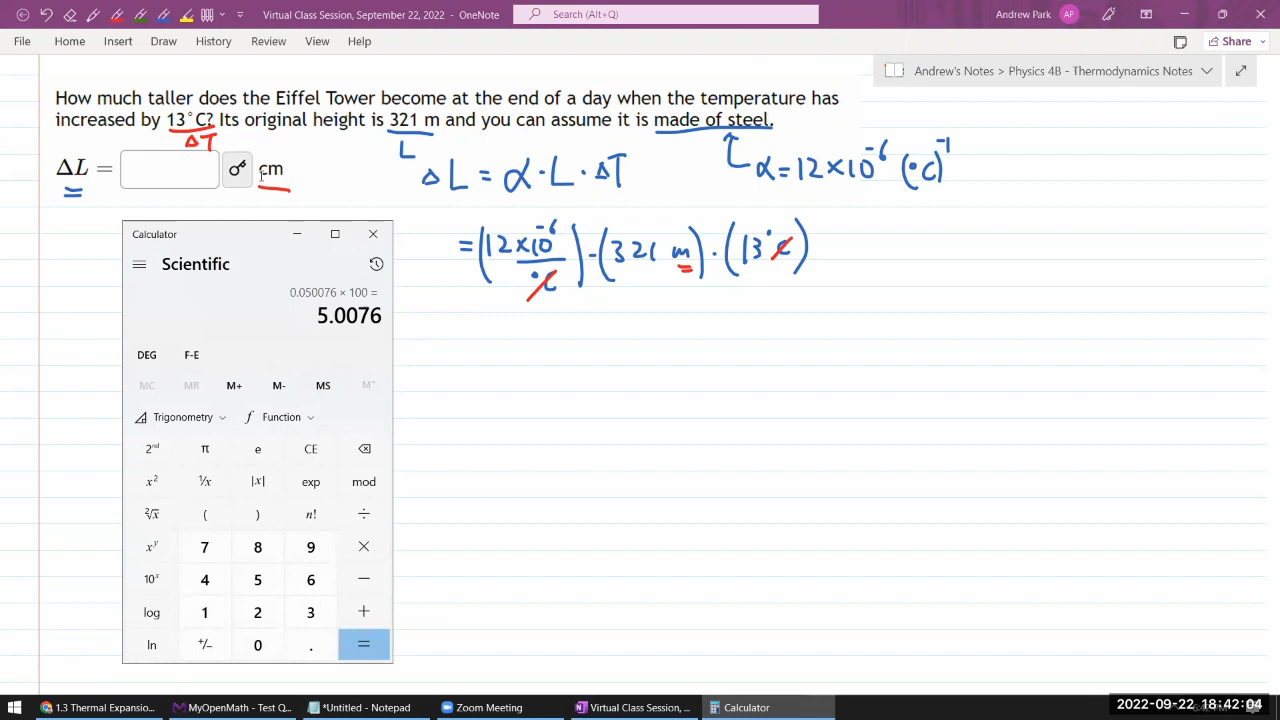 Virtual Class Session, September 22, 2022 - OneNote
Search (Alt+Q)
Andrew Park
AP
File Home Insert Draw History Review View Help
Share
Andrew's Notes > Physics 4B - Thermodynamics Notes
How much taller does the Eiffel Tower become at the end of a day when the temperature has
increased by 13°C? Its original height is 321 m and you can assume it is made of steel.
ΔT
L
ΔL = cm
ΔL = α · L · ΔT
α = 12×10⁻⁶ (°C)⁻¹
= (12×10⁻⁶/°C) · (321 m) · (13°C)
Calculator
Scientific
0.050076 × 100 =
5.0076
DEG F-E
MC MR M+ M- MS M˅
Trigonometry Function
2ⁿᵈ π e CE
x² ¹/x |x| exp mod
²√x ( ) n! ÷
xʸ 7 8 9 ×
10ˣ 4 5 6 −
log 1 2 3 +
ln +/− 0 . =
1.3 Thermal Expansio...
MyOpenMath - Test Q...
*Untitled - Notepad
Zoom Meeting
Virtual Class Session, ...
Calculator
2022-09-22 18:42:04